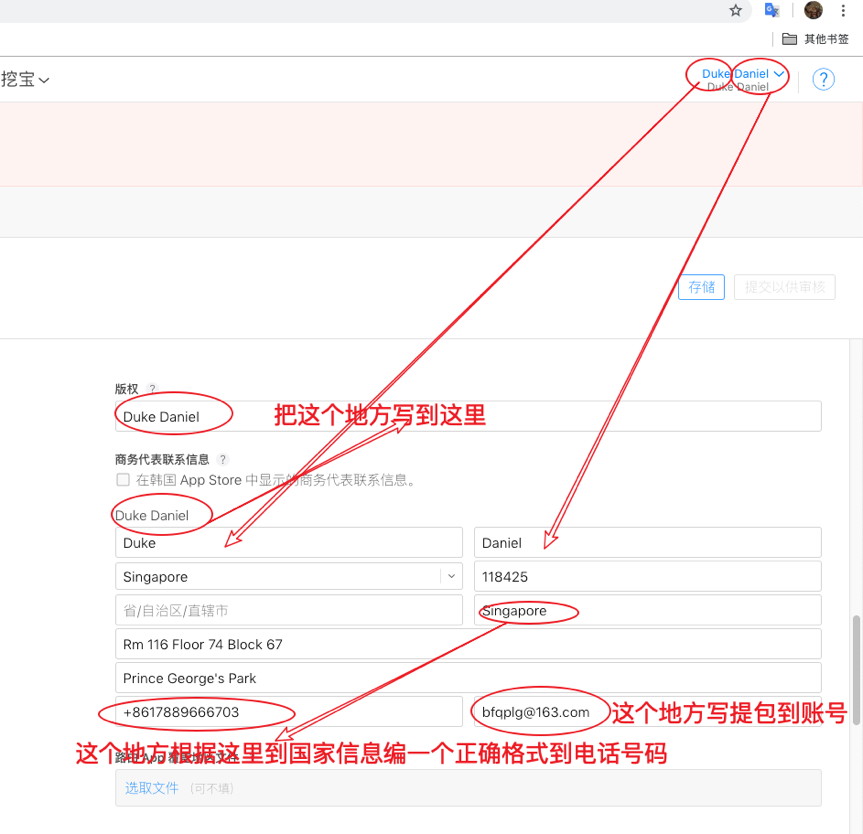 其他书签
挖宝
Duke Daniel
Duke Daniel
?
存储
提交以供审核
版权 ?
Duke Daniel
把这个地方写到这里
商务代表联系信息 ?
在韩国 App Store 中显示的商务代表联系信息。
Duke Daniel
Duke
Daniel
Singapore
118425
省/自治区/直辖市
Singapore
Rm 116 Floor 74 Block 67
Prince George's Park
+8617889666703
bfqplg@163.com
这个地方写提包到账号
这个地方根据这里到国家信息编一个正确格式到电话号码
App
选取文件 (可不填)